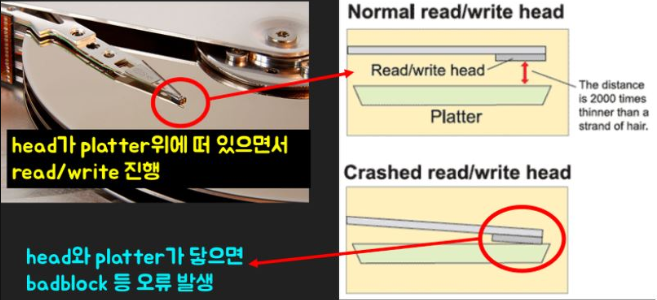 head가 platter위에 떠 있으면서
read/write 진행
head와 platter가 닿으면
badblock 등 오류 발생
Normal read/write head
Read/write head
Platter
The distance
is 2000 times
thinner than a
strand of hair.
Crashed read/write head